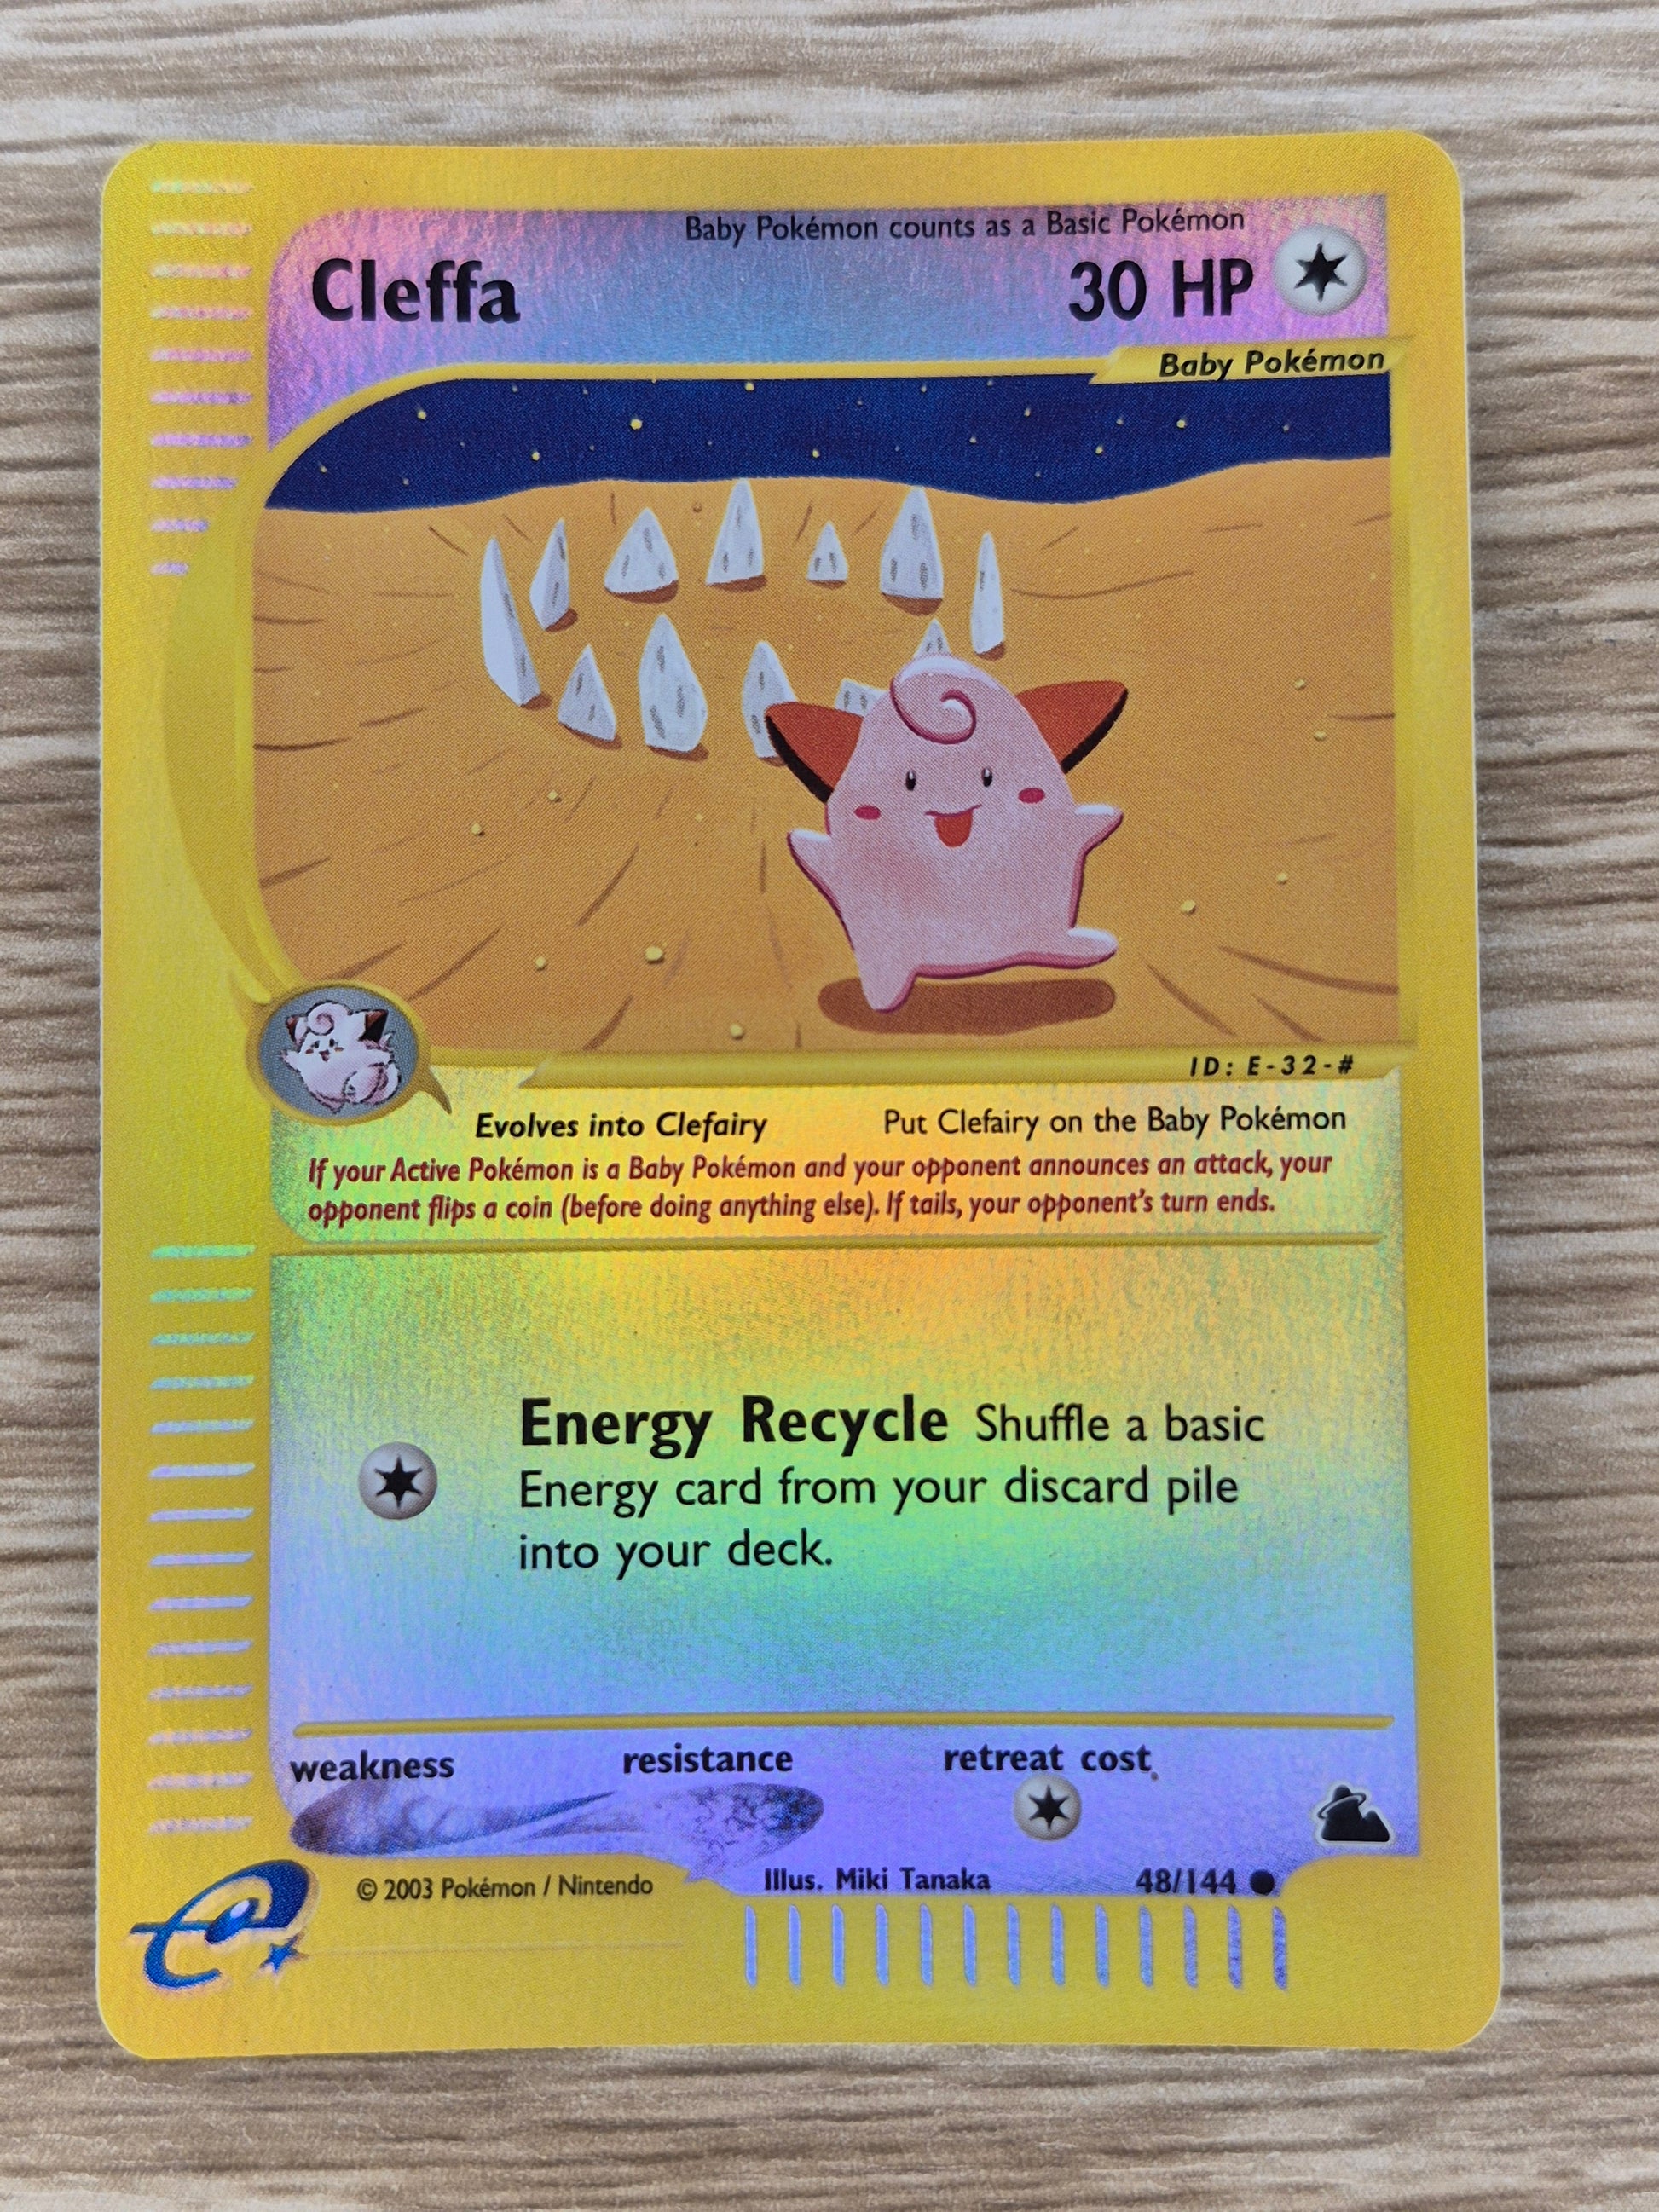 Baby Pokémon counts as a Basic Pokémon
Cleffa 30 HP
Baby Pokémon
ID: E-32-#
Evolves into Clefairy Put Clefairy on the Baby Pokémon
If your Active Pokémon is a Baby Pokémon and your opponent announces an attack, your
opponent flips a coin (before doing anything else). If tails, your opponent's turn ends.
Energy Recycle Shuffle a basic
Energy card from your discard pile
into your deck.
weakness resistance retreat cost
© 2003 Pokémon / Nintendo Illus. Miki Tanaka 48/144
e